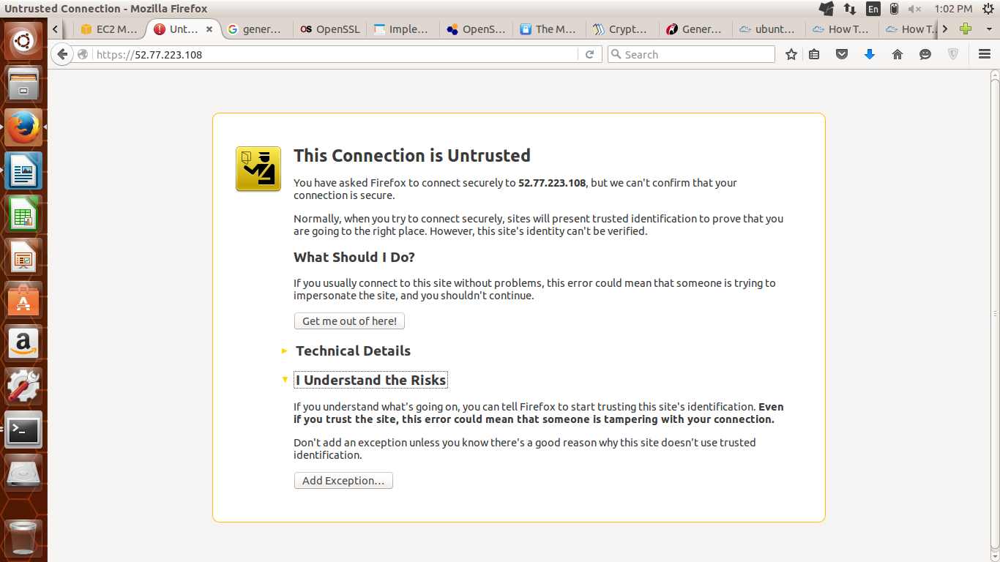 Untrusted Connection - Mozilla Firefox
En
1:02 PM
EC2 M...
Unt...
gener...
OpenSSL
Imple...
OpenS...
The M...
Crypt...
Gener...
ubunt...
How T...
How T...
https://52.77.223.108
Search
This Connection is Untrusted
You have asked Firefox to connect securely to 52.77.223.108, but we can't confirm that your
connection is secure.
Normally, when you try to connect securely, sites will present trusted identification to prove that you
are going to the right place. However, this site's identity can't be verified.
What Should I Do?
If you usually connect to this site without problems, this error could mean that someone is trying to
impersonate the site, and you shouldn't continue.
Get me out of here!
Technical Details
I Understand the Risks
If you understand what's going on, you can tell Firefox to start trusting this site's identification. Even
if you trust the site, this error could mean that someone is tampering with your connection.
Don't add an exception unless you know there's a good reason why this site doesn't use trusted
identification.
Add Exception...